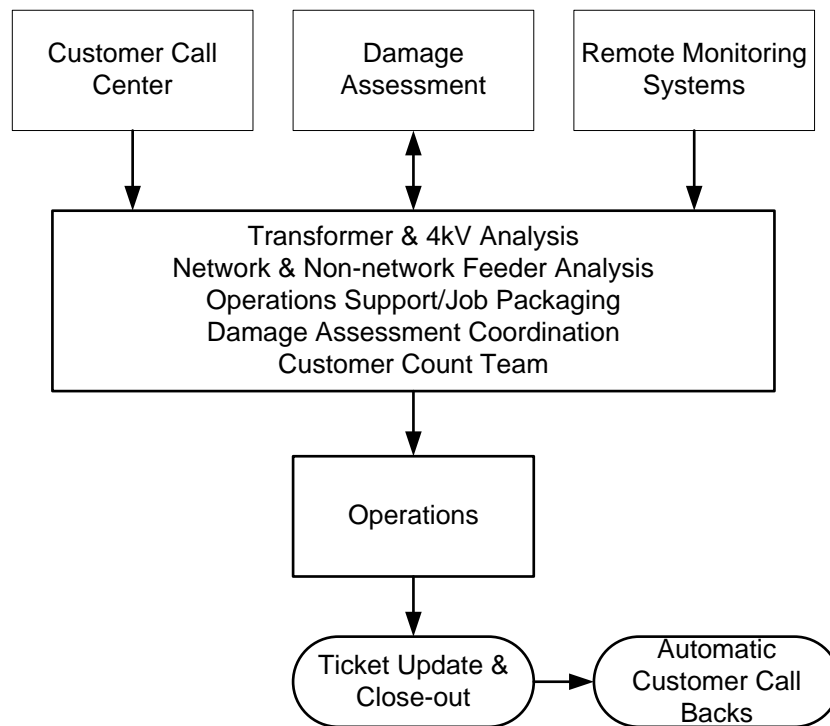 Customer Call
Center
Damage
Assessment
Remote Monitoring
Systems
Transformer & 4kV Analysis
Network & Non-network Feeder Analysis
Operations Support/Job Packaging
Damage Assessment Coordination
Customer Count Team
Operations
Ticket Update &
Close-out
Automatic
Customer Call
Backs